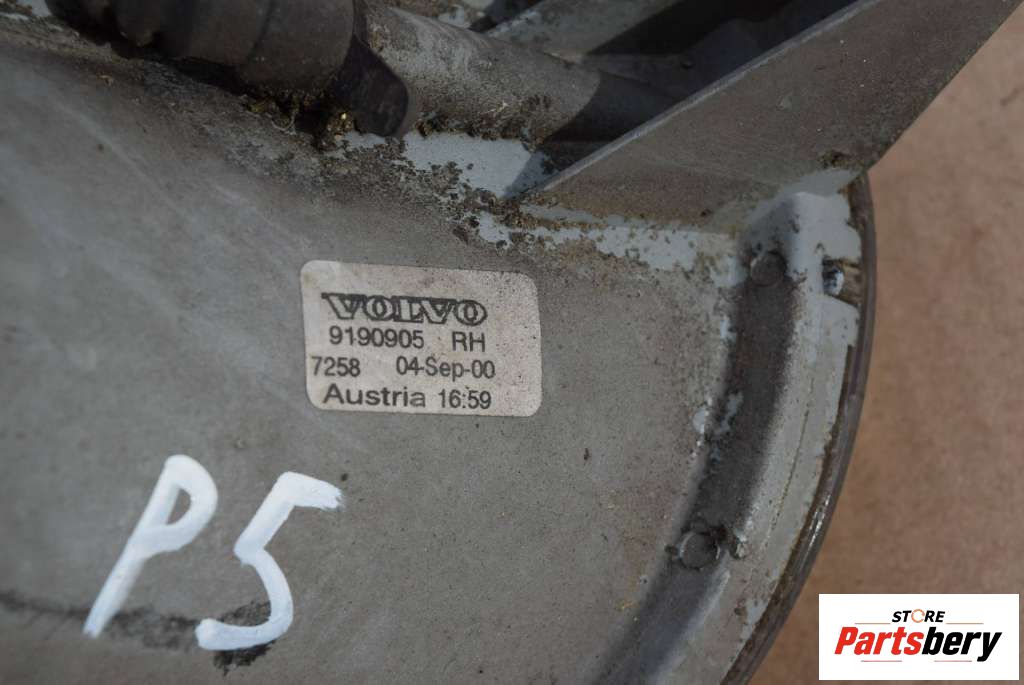 VOLVO
9190905 RH
7258 04-Sep-00
Austria 16:59
P5
STORE
Partsbery